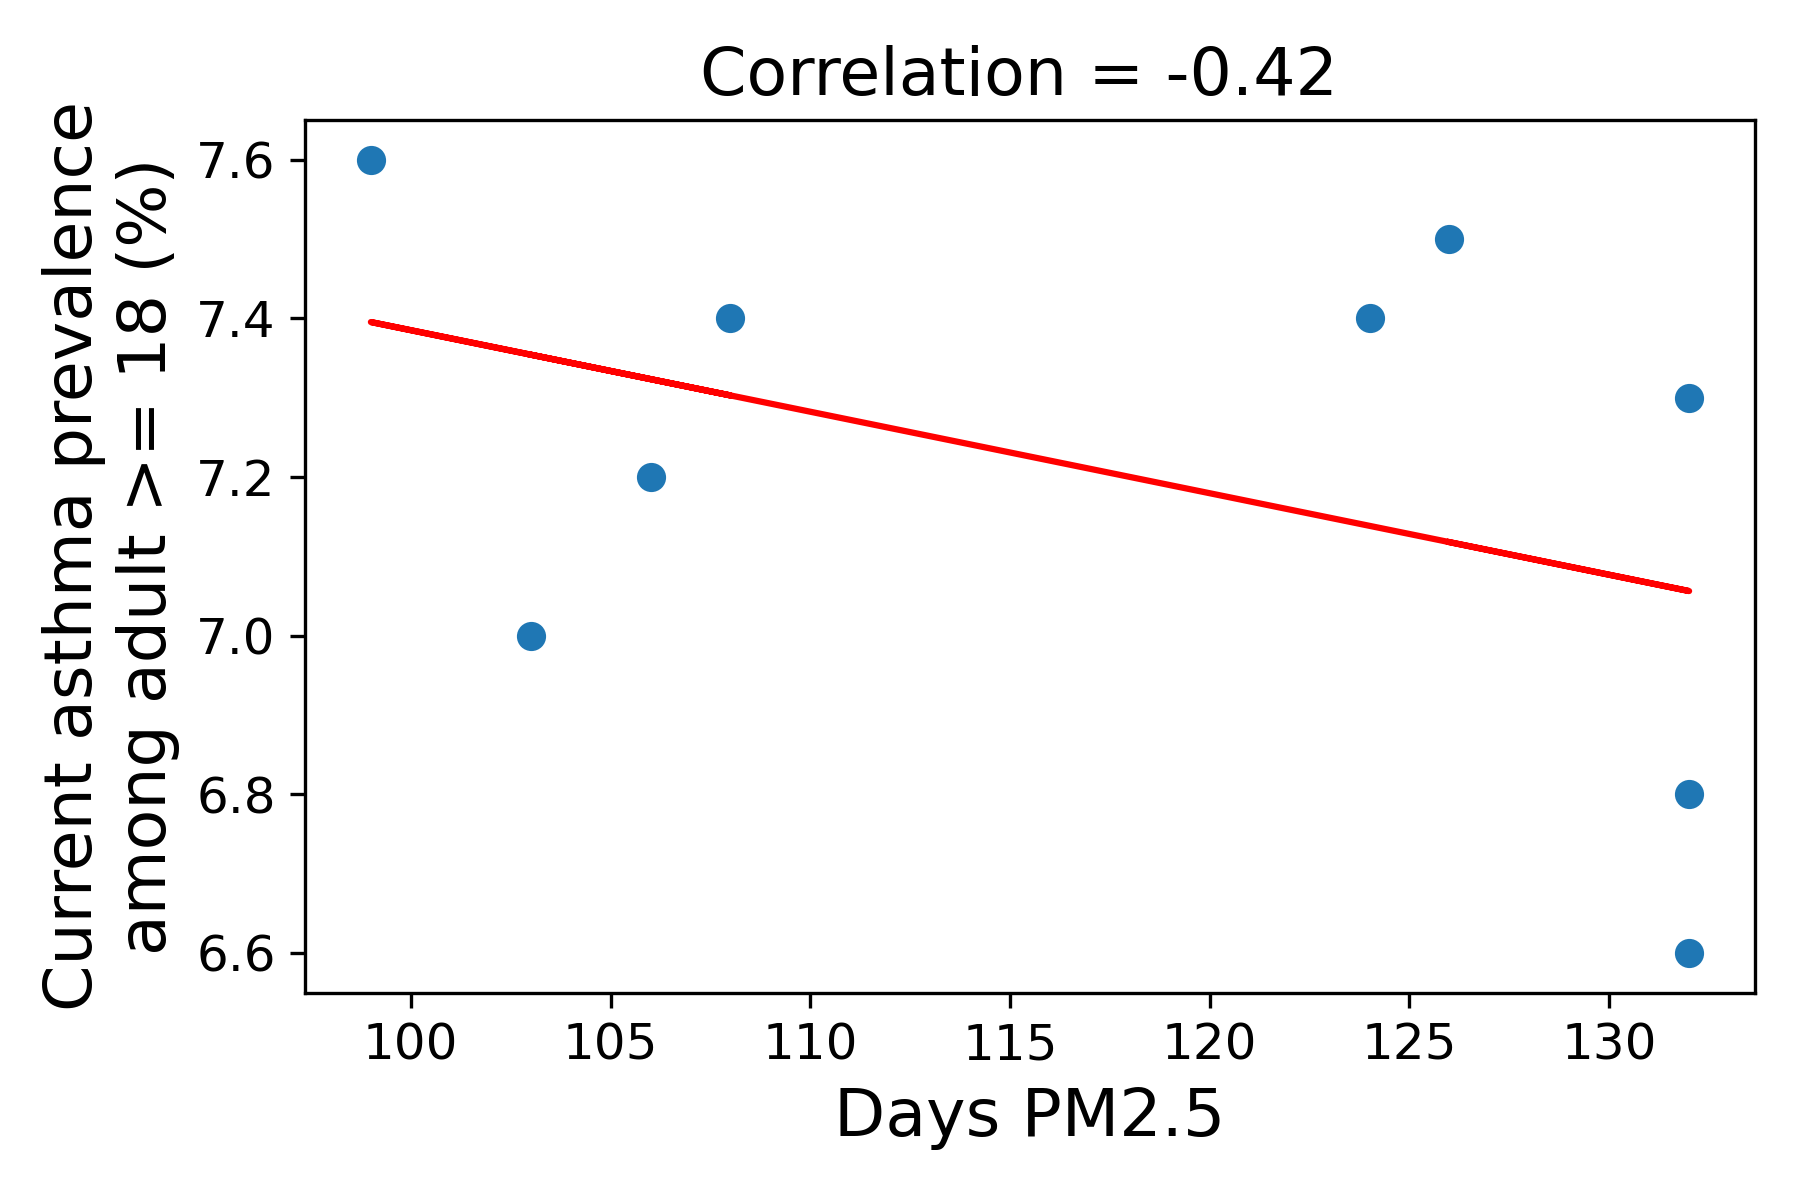 Correlation = -0.42
Current asthma prevalence
among adult >= 18 (%)
7.6
7.4
7.2
7.0
6.8
6.6
100 105 110 115 120 125 130
Days PM2.5